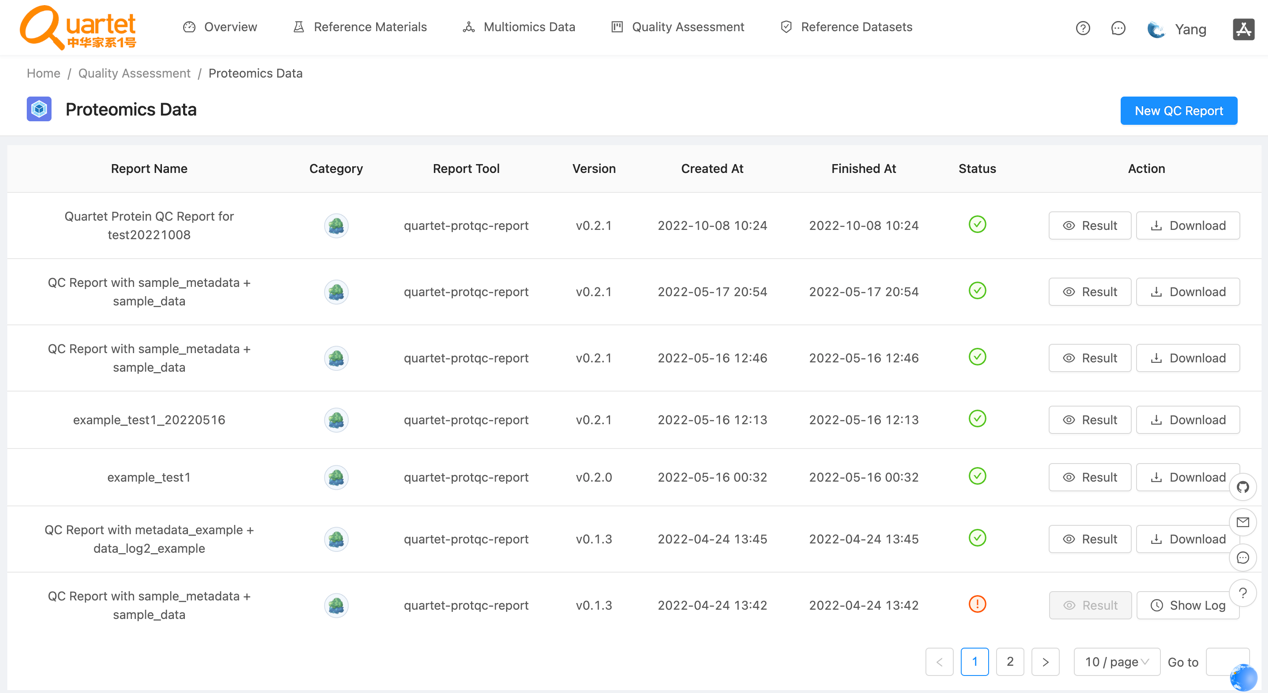 Quartet
中华家系1号
Overview
Reference Materials
Multiomics Data
Quality Assessment
Reference Datasets
Yang
Home / Quality Assessment / Proteomics Data
Proteomics Data
New QC Report
Report Name Category Report Tool Version Created At Finished At Status Action
Quartet Protein QC Report for
test20221008
quartet-protqc-report v0.2.1 2022-10-08 10:24 2022-10-08 10:24 Result Download
QC Report with sample_metadata +
sample_data
quartet-protqc-report v0.2.1 2022-05-17 20:54 2022-05-17 20:54 Result Download
QC Report with sample_metadata +
sample_data
quartet-protqc-report v0.2.1 2022-05-16 12:46 2022-05-16 12:46 Result Download
example_test1_20220516 quartet-protqc-report v0.2.1 2022-05-16 12:13 2022-05-16 12:13 Result Download
example_test1 quartet-protqc-report v0.2.0 2022-05-16 00:32 2022-05-16 00:32 Result Download
QC Report with metadata_example +
data_log2_example
quartet-protqc-report v0.1.3 2022-04-24 13:45 2022-04-24 13:45 Result Download
QC Report with sample_metadata +
sample_data
quartet-protqc-report v0.1.3 2022-04-24 13:42 2022-04-24 13:42 Result Show Log
< 1 2 > 10 / page Go to